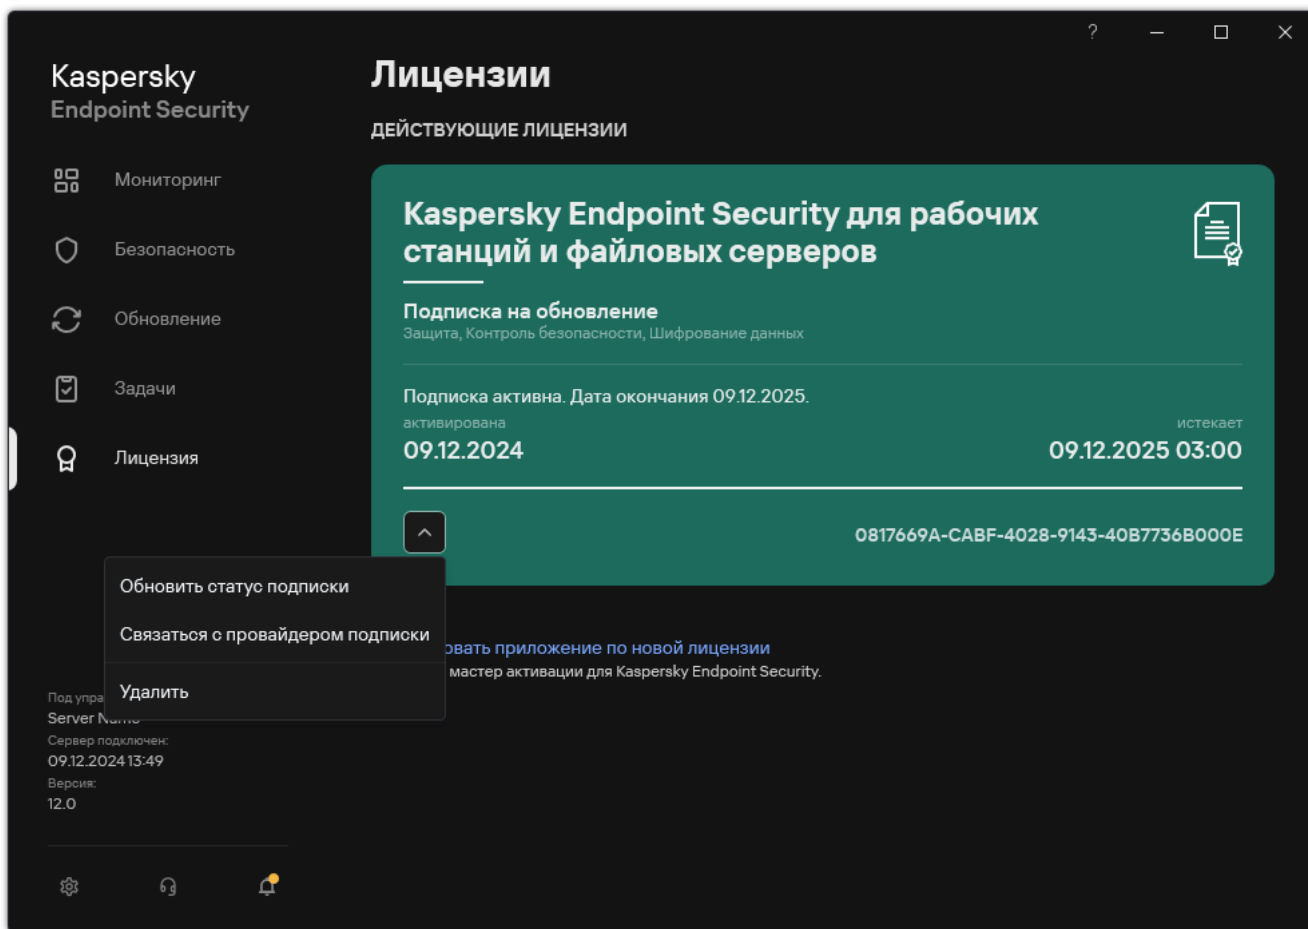 ?
Kaspersky
Endpoint Security
Мониторинг
Безопасность
Обновление
Задачи
Лицензия
Лицензии
ДЕЙСТВУЮЩИЕ ЛИЦЕНЗИИ
Kaspersky Endpoint Security для рабочих
станций и файловых серверов
Подписка на обновление
Защита, Контроль безопасности, Шифрование данных
Подписка активна. Дата окончания 09.12.2025.
активирована истекает
09.12.2024 09.12.2025 03:00
0817669A-CABF-4028-9143-40B7736B000E
Обновить статус подписки
Связаться с провайдером подписки
Удалить
приложение по новой лицензии
мастер активации для Kaspersky Endpoint Security.
Под
Server
Сервер подключен:
09.12.2024 13:49
Версия:
12.0